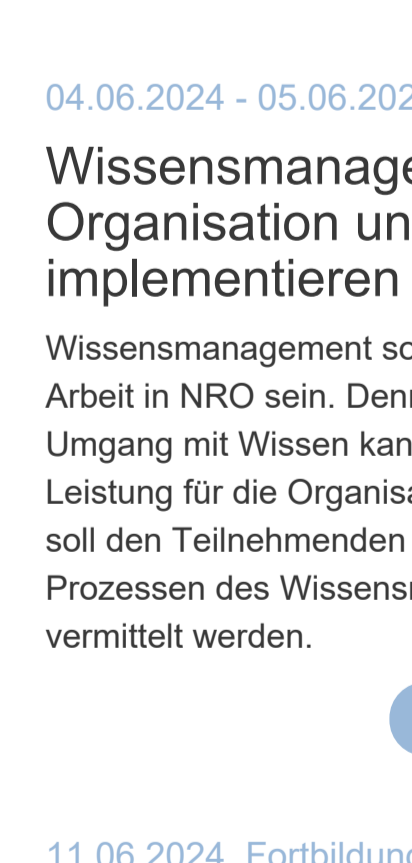 04.06.2024 - 05.06.202
Wissensmanage
Organisation un
implementieren
Wissensmanagement so
Arbeit in NRO sein. Denn
Umgang mit Wissen kan
Leistung für die Organisa
soll den Teilnehmenden
Prozessen des Wissensm
vermittelt werden.
11.06.2024, Fortbildung